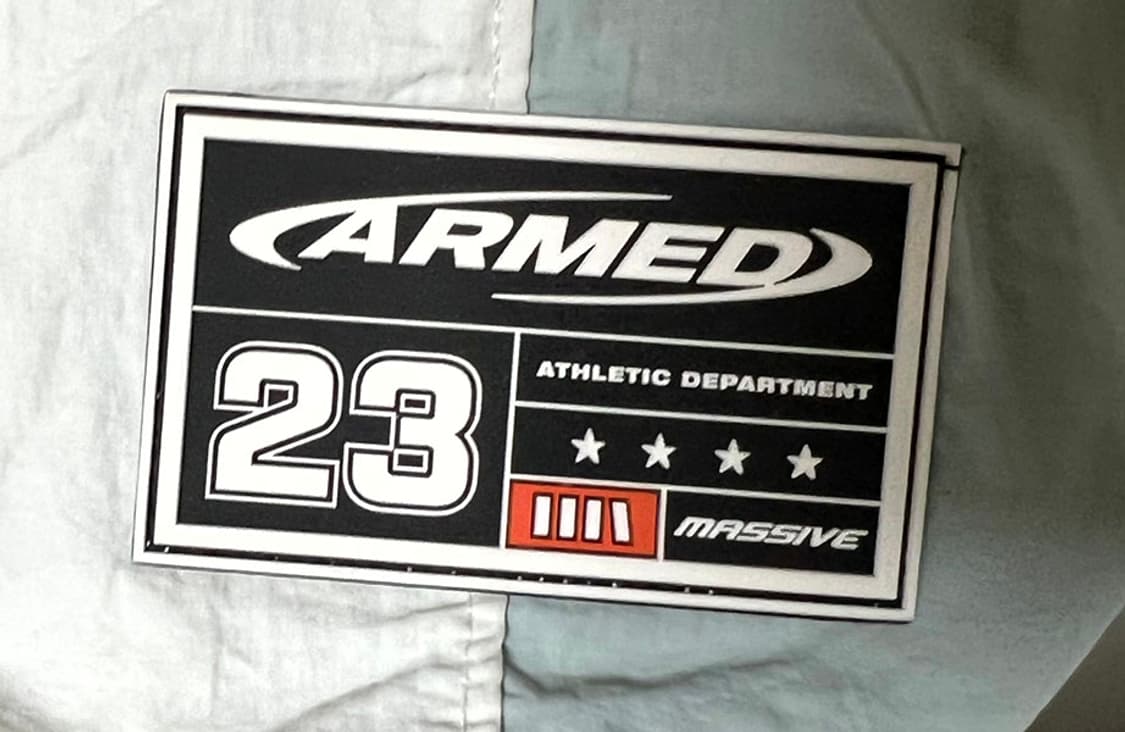 ARMED
23
ATHLETIC DEPARTMENT
MASSIVE